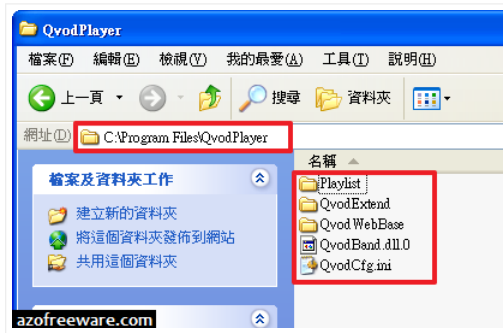 QvodPlayer
檔案(F) 編輯(E) 檢視(V) 我的最愛(A) 工具(T) 說明(H)
上一頁 搜尋 資料夾
網址(D) C:\Program Files\QvodPlayer
名稱
檔案及資料夾工作
Playlist
QvodExtend
建立新的資料夾
QvodWebBase
將這個資料夾發佈到網站
QvodBand.dll.0
共用這個資料夾
QvodCfg.ini
azofreeware.com